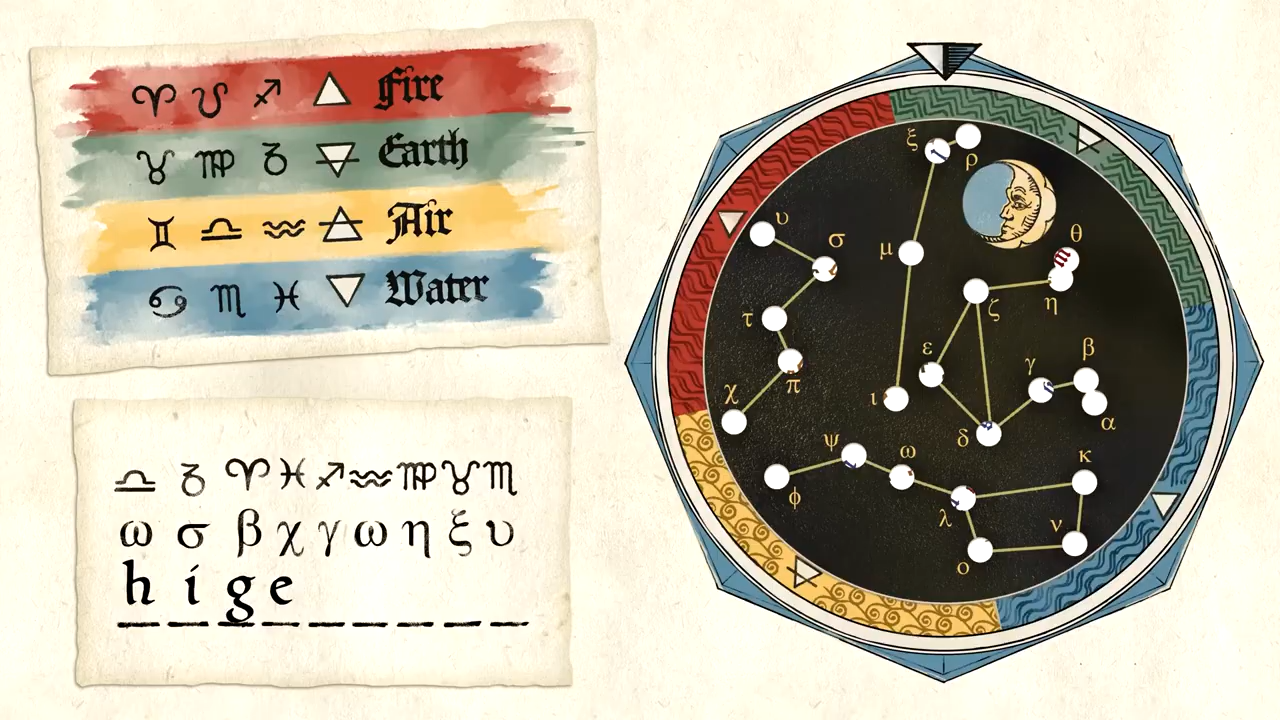 ♈ ♌ ♐ 🜂 Fire
♉ ♍ ♑ 🜃 Earth
♊ ♎ ♒ 🜁 Air
♋ ♏ ♓ 🜄 Water
♎ ♑ ♈ ♓ ♐ ♒ ♍ ♉ ♏
ω σ β χ γ ω η ξ υ
h i g e
ξ
ρ
υ
σ
μ
θ
ζ
η
τ
ε
π
β
γ
ι
χ
α
δ
ψ
ω
κ
φ
λ
ν
ο